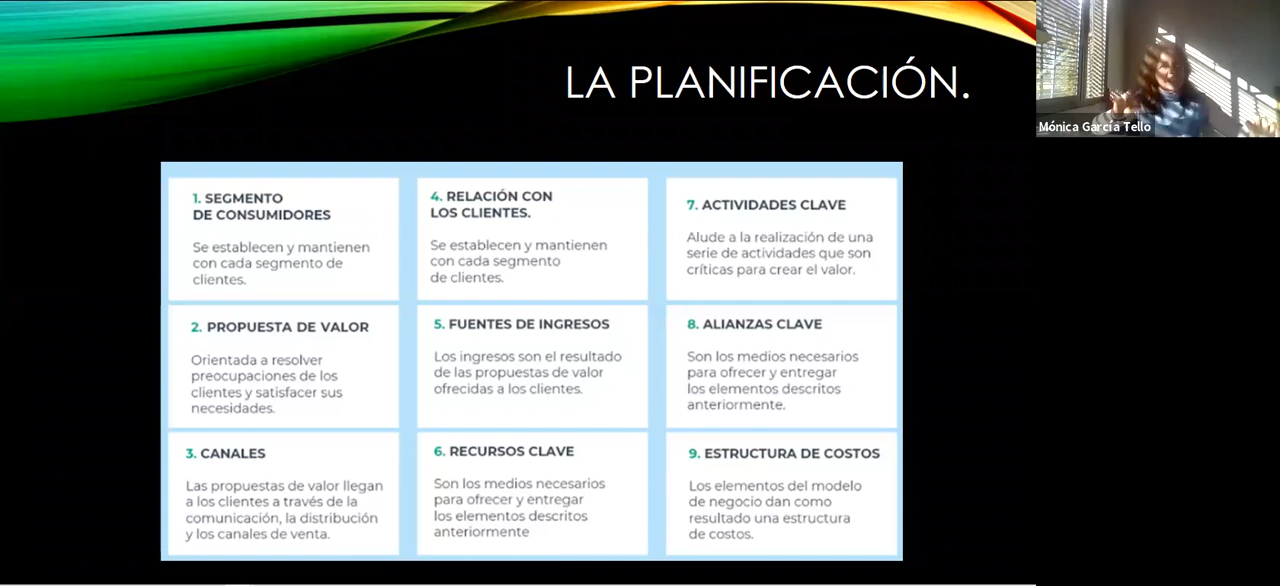 LA PLANIFICACIÓN.
Mónica García Tello
1. SEGMENTO
DE CONSUMIDORES
Se establecen y mantienen
con cada segmento de
clientes.
2. PROPUESTA DE VALOR
Orientada a resolver
preocupaciones de los
clientes y satisfacer sus
necesidades.
3. CANALES
Las propuestas de valor llegan
a los clientes a través de la
comunicación, la distribución
y los canales de venta.
4. RELACIÓN CON
LOS CLIENTES.
Se establecen y mantienen
con cada segmento
de clientes.
5. FUENTES DE INGRESOS
Los ingresos son el resultado
de las propuestas de valor
ofrecidas a los clientes.
6. RECURSOS CLAVE
Son los medios necesarios
para ofrecer y entregar
los elementos descritos
anteriormente
7. ACTIVIDADES CLAVE
Alude a la realización de una
serie de actividades que son
críticas para crear el valor.
8. ALIANZAS CLAVE
Son los medios necesarios
para ofrecer y entregar
los elementos descritos
anteriormente.
9. ESTRUCTURA DE COSTOS
Los elementos del modelo
de negocio dan como
resultado una estructura
de costos.